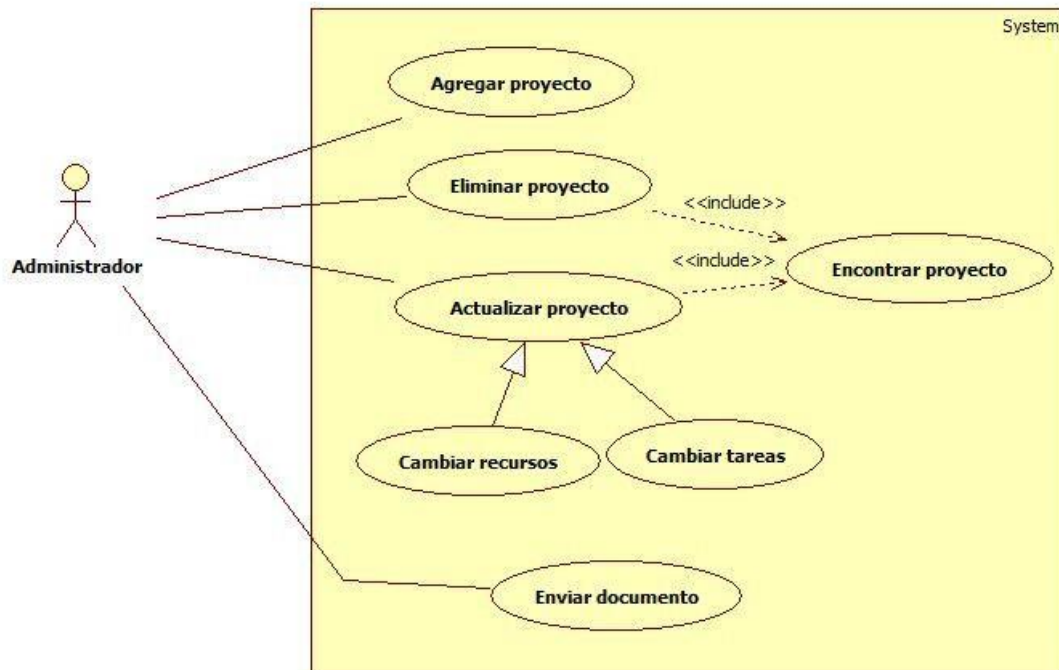 System
Agregar proyecto
Eliminar proyecto
<<include>>
Administrador
<<include>>
Encontrar proyecto
Actualizar proyecto
Cambiar recursos
Cambiar tareas
Enviar documento